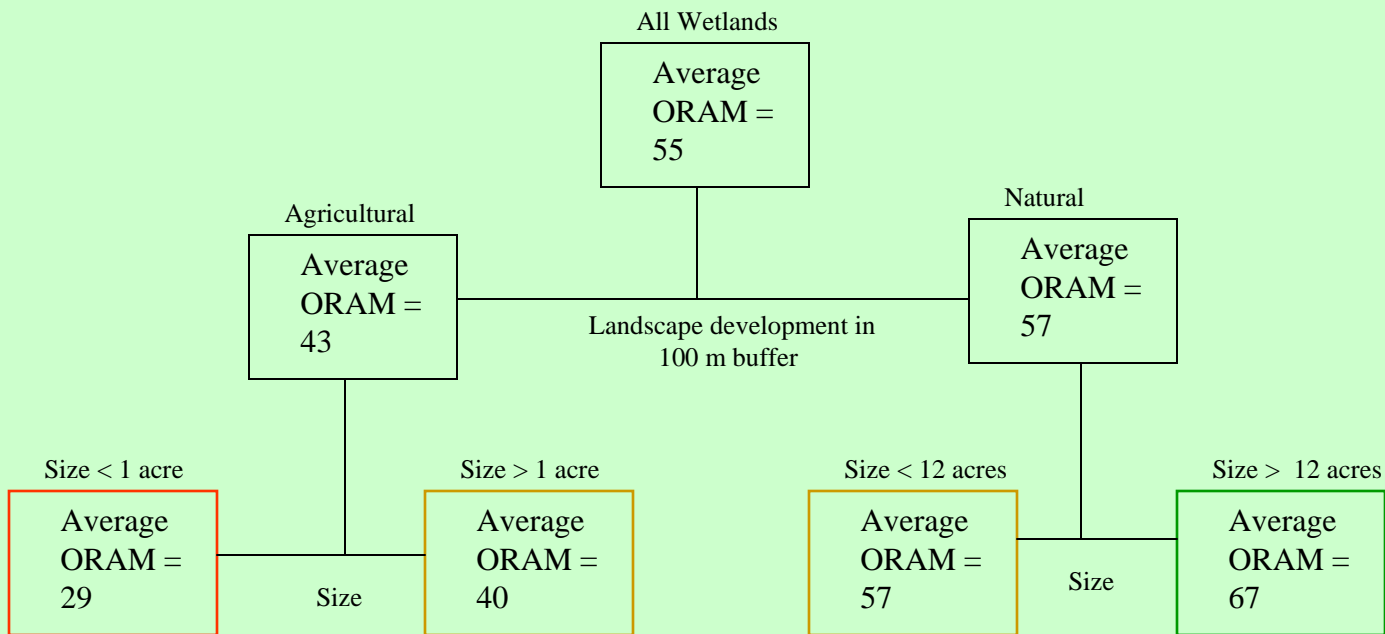 All Wetlands
Average
ORAM =
55
Agricultural
Average
ORAM =
43
Natural
Average
ORAM =
57
Landscape development in
100 m buffer
Size < 1 acre
Average
ORAM =
29
Size > 1 acre
Average
ORAM =
40
Size
Size < 12 acres
Average
ORAM =
57
Size > 12 acres
Average
ORAM =
67
Size